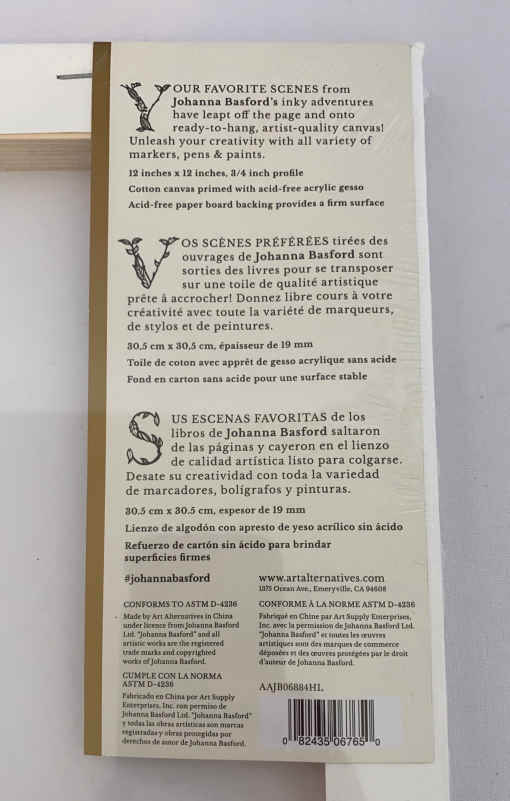 YOUR FAVORITE SCENES from
Johanna Basford's inky adventures
have leapt off the page and onto
ready-to-hang, artist-quality canvas!
Unleash your creativity with all variety of
markers, pens & paints.
12 inches x 12 inches, 3/4 inch profile
Cotton canvas primed with acid-free acrylic gesso
Acid-free paper board backing provides a firm surface
VOS SCÈNES PRÉFÉRÉES tirées des
ouvrages de Johanna Basford sont
sorties des livres pour se transposer
sur une toile de qualité artistique
prête à accrocher! Donnez libre cours à votre
créativité avec toute la variété de marqueurs,
de stylos et de peintures.
30,5 cm x 30,5 cm, épaisseur de 19 mm
Toile de coton avec apprêt de gesso acrylique sans acide
Fond en carton sans acide pour une surface stable
SUS ESCENAS FAVORITAS de los
libros de Johanna Basford saltaron
de las páginas y cayeron en el lienzo
de calidad artística listo para colgarse.
Desate su creatividad con toda la variedad
de marcadores, bolígrafos y pinturas.
30.5 cm x 30.5 cm, espesor de 19 mm
Lienzo de algodón con apresto de yeso acrílico sin ácido
Refuerzo de cartón sin ácido para brindar
superficies firmes
#johannabasford
www.artalternatives.com
1375 Ocean Ave., Emeryville, CA 94608
CONFORMS TO ASTM D-4236
Made by Art Alternatives in China
under licence from Johanna Basford
Ltd. "Johanna Basford" and all
artistic works are the registered
trade marks and copyrighted
works of Johanna Basford.
CUMPLE CON LA NORMA
ASTM D-4236
Fabricado en China por Art Supply
Enterprises, Inc. con permiso de
Johanna Basford Ltd. "Johanna Basford"
y todas las obras artísticas son marcas
registradas y obras protegidas por
derechos de autor de Johanna Basford.
CONFORME À LA NORME ASTM D-4236
Fabriqué en Chine par Art Supply Enterprises,
Inc. avec la permission de Johanna Basford Ltd.
"Johanna Basford" et toutes les œuvres
artistiques sont des marques de commerce
déposées et des œuvres protégées par le droit
d'auteur de Johanna Basford.
AAJB06884HL
0 82435 06765 0